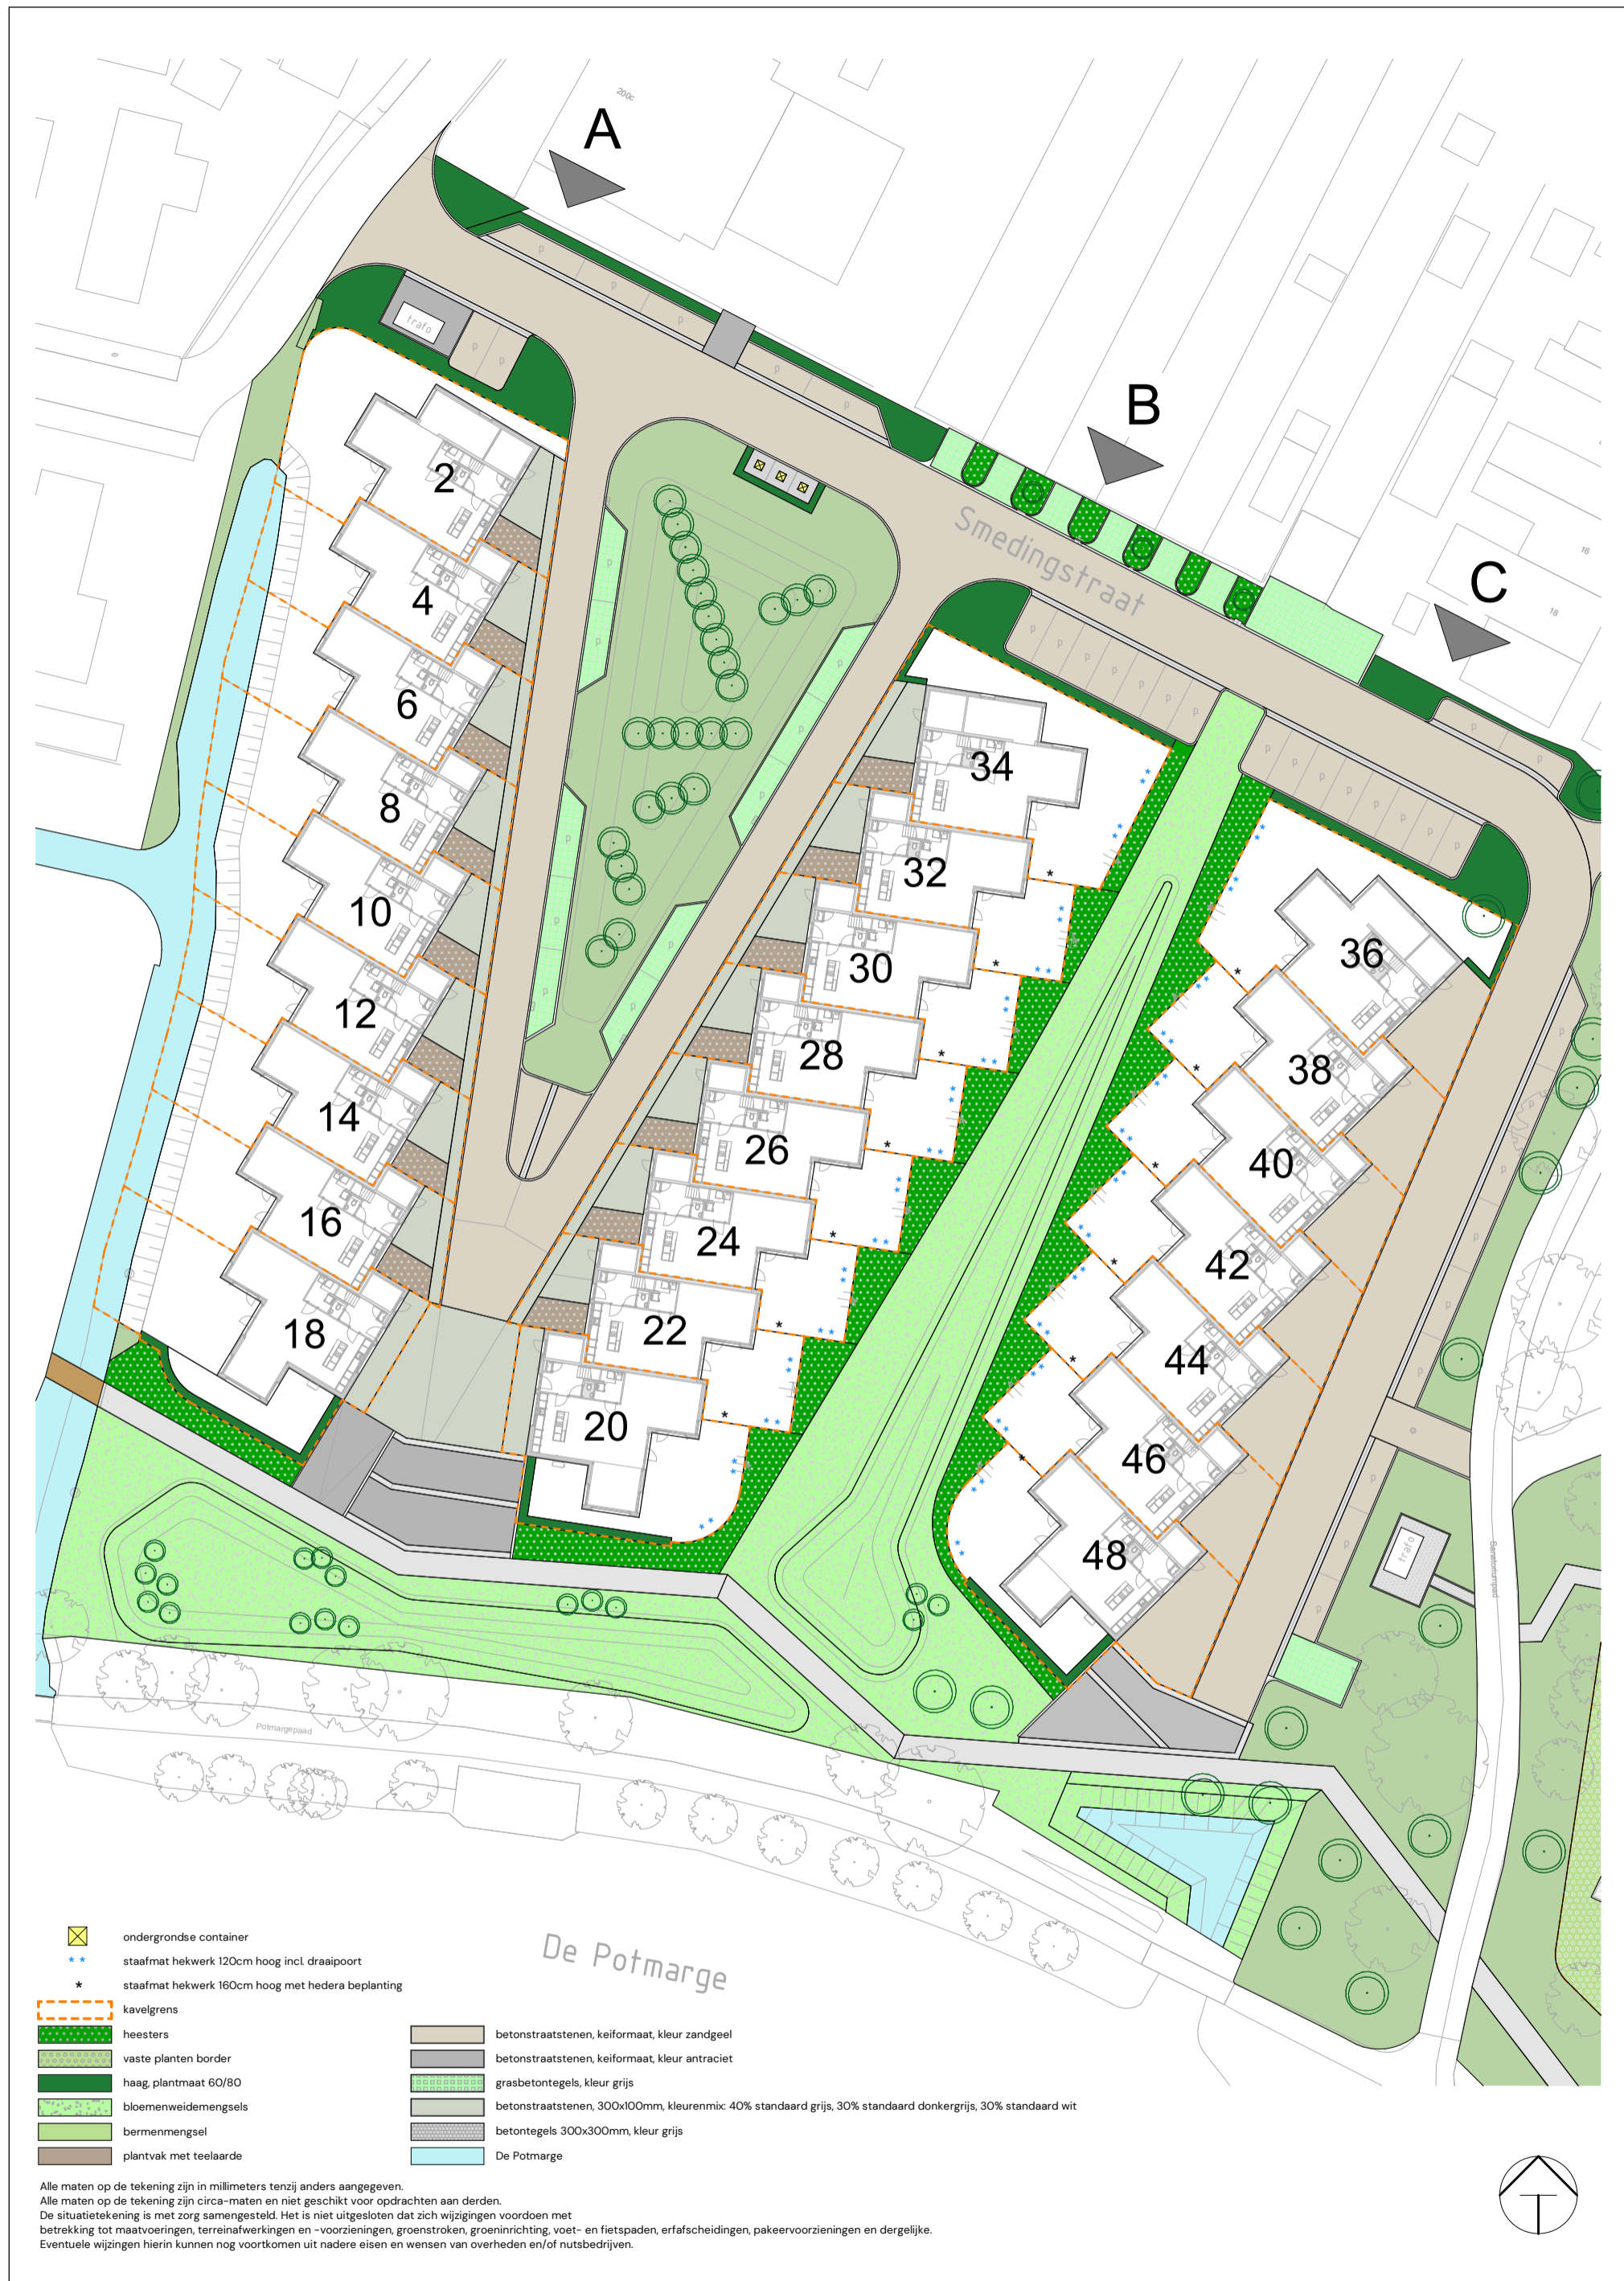 200c
A
trafo
B
Smedingstraat
C
16
18
2
4
6
8
10
12
14
16
18
34
32
30
28
26
24
22
20
36
38
40
42
44
46
48
trafo
Potmargepaad
De Potmarge
ondergrondse container
staafmat hekwerk 120cm hoog incl. draaipoort
staafmat hekwerk 160cm hoog met hedera beplanting
kavelgrens
heesters
vaste planten border
haag, plantmaat 60/80
bloemenweidemengsels
bermenmengsel
plantvak met teelaarde
betonstraatstenen, keiformaat, kleur zandgeel
betonstraatstenen, keiformaat, kleur antraciet
grasbetontegels, kleur grijs
betonstraatstenen, 300x100mm, kleurenmix: 40% standaard grijs, 30% standaard donkergrijs, 30% standaard wit
betontegels 300x300mm, kleur grijs
De Potmarge
Alle maten op de tekening zijn in millimeters tenzij anders aangegeven.
Alle maten op de tekening zijn circa-maten en niet geschikt voor opdrachten aan derden.
De situatietekening is met zorg samengesteld. Het is niet uitgesloten dat zich wijzigingen voordoen met
betrekking tot maatvoeringen, terreinafwerkingen en -voorzieningen, groenstroken, groeninrichting, voet- en fietspaden, erfafscheidingen, pakeervoorzieningen en dergelijke.
Eventuele wijzingen hierin kunnen nog voortkomen uit nadere eisen en wensen van overheden en/of nutsbedrijven.